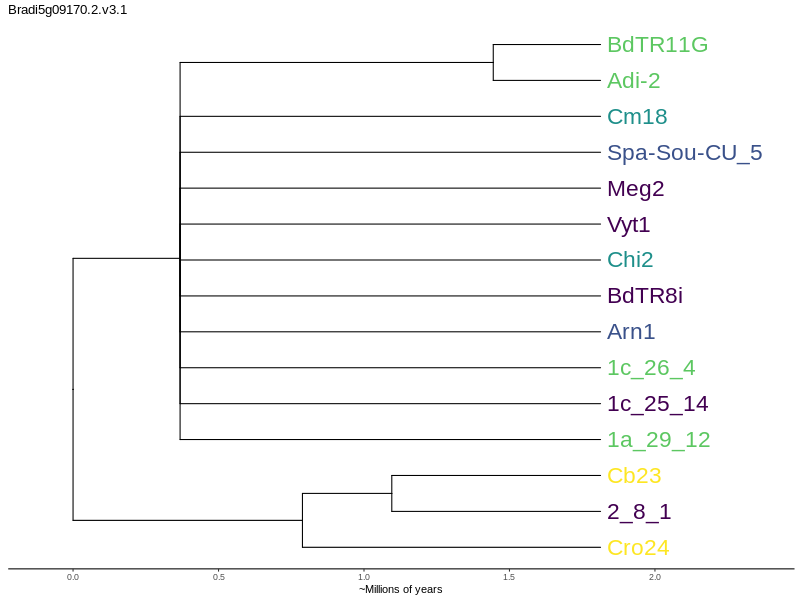 Bradi5g09170.2.v3.1
BdTR11G
Adi-2
Cm18
Spa-Sou-CU_5
Meg2
Vyt1
Chi2
BdTR8i
Arn1
1c_26_4
1c_25_14
1a_29_12
Cb23
2_8_1
Cro24
0.0 0.5 1.0 1.5 2.0
~Millions of years